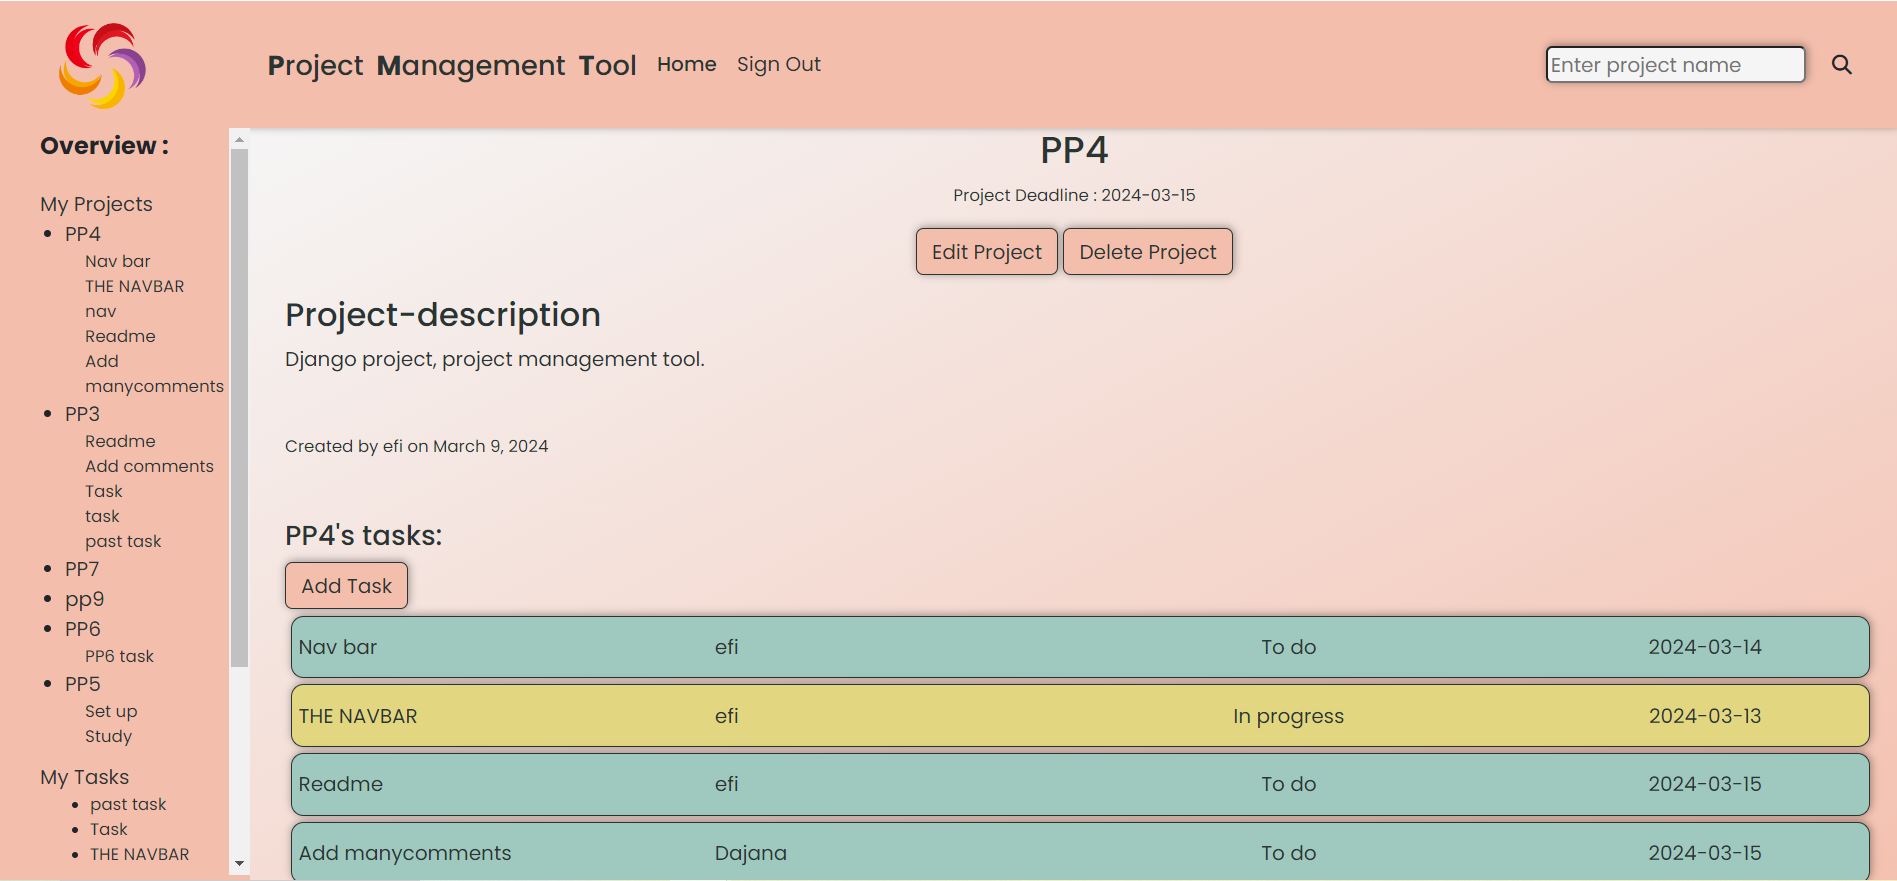 Project Management Tool Home Sign Out Enter project name
Overview :
My Projects
PP4
Nav bar
THE NAVBAR
nav
Readme
Add
manycomments
PP3
Readme
Add comments
Task
task
past task
PP7
pp9
PP6
PP6 task
PP5
Set up
Study
My Tasks
past task
Task
THE NAVBAR
PP4
Project Deadline : 2024-03-15
Edit Project Delete Project
Project-description
Django project, project management tool.
Created by efi on March 9, 2024
PP4's tasks:
Add Task
Nav bar efi To do 2024-03-14
THE NAVBAR efi In progress 2024-03-13
Readme efi To do 2024-03-15
Add manycomments Dajana To do 2024-03-15